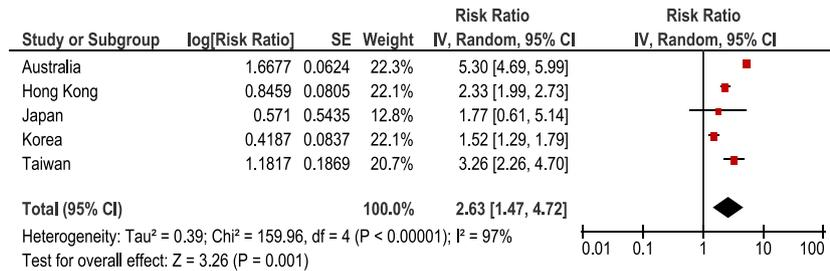 Risk Ratio Risk Ratio
Study or Subgroup log[Risk Ratio] SE Weight IV, Random, 95% CI IV, Random, 95% CI
Australia 1.6677 0.0624 22.3% 5.30 [4.69, 5.99]
Hong Kong 0.8459 0.0805 22.1% 2.33 [1.99, 2.73]
Japan 0.571 0.5435 12.8% 1.77 [0.61, 5.14]
Korea 0.4187 0.0837 22.1% 1.52 [1.29, 1.79]
Taiwan 1.1817 0.1869 20.7% 3.26 [2.26, 4.70]
Total (95% CI) 100.0% 2.63 [1.47, 4.72]
Heterogeneity: Tau² = 0.39; Chi² = 159.96, df = 4 (P < 0.00001); I² = 97%
Test for overall effect: Z = 3.26 (P = 0.001)
0.01 0.1 1 10 100